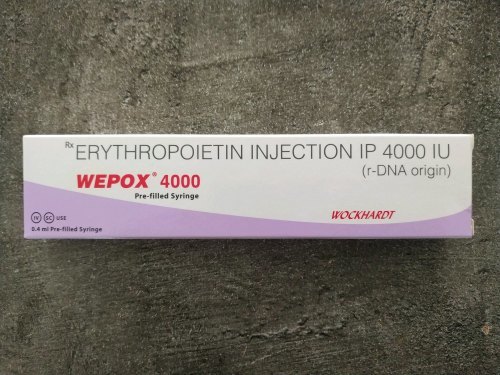 Rx ERYTHROPOIETIN INJECTION IP 4000 IU
(r-DNA origin)
WEPOX® 4000
Pre-filled Syringe
WOCKHARDT
IV SC USE
0.4 ml Pre-filled Syringe